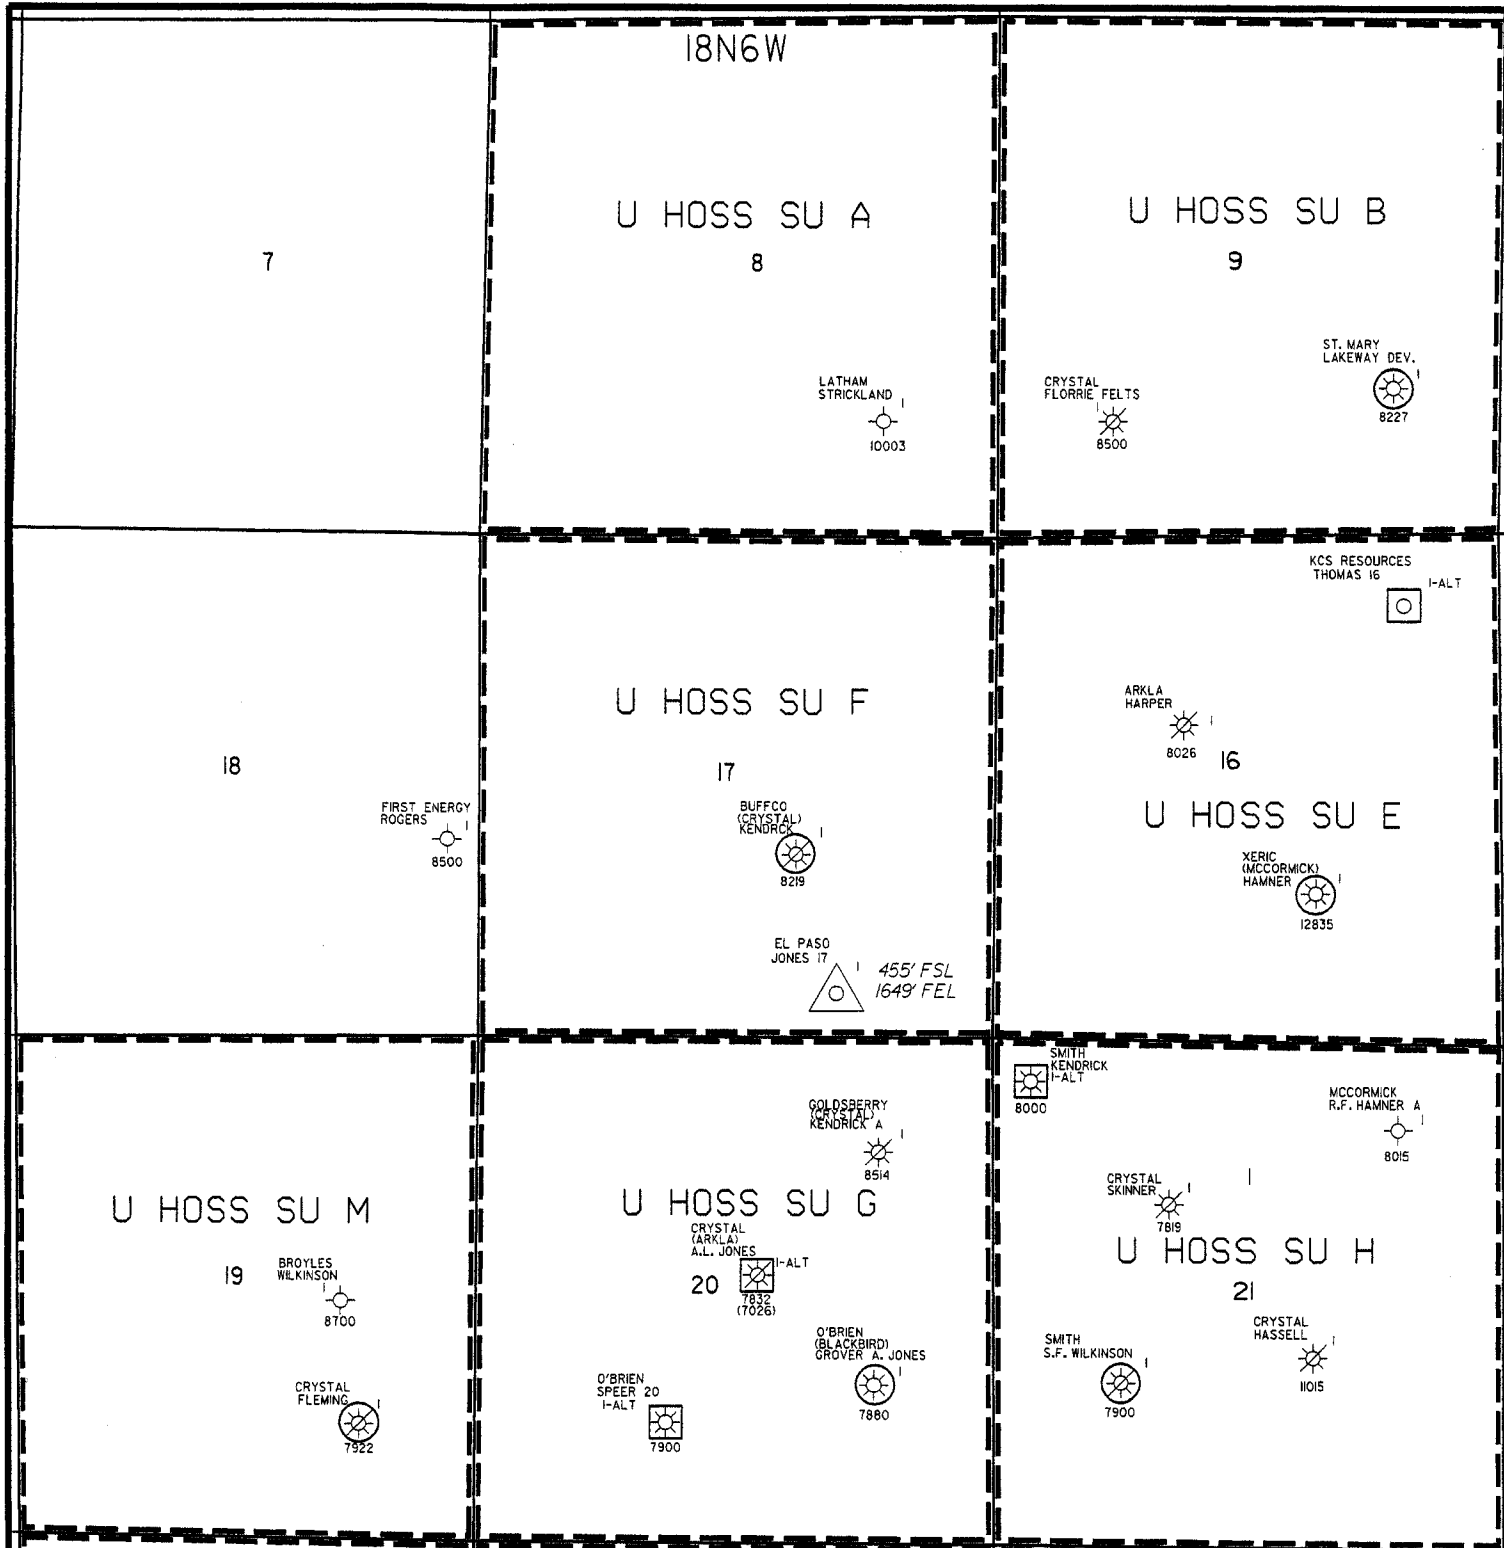 18N6W
7
U HOSS SU A
8
LATHAM
STRICKLAND 1
10003
U HOSS SU B
9
CRYSTAL
FLORRIE FELTS
1
8500
ST. MARY
LAKEWAY DEV.
1
8227
18
FIRST ENERGY
ROGERS 1
8500
U HOSS SU F
17
BUFFCO
(CRYSTAL)
KENDRCK 1
8219
EL PASO
JONES 17 1
455' FSL
1649' FEL
KCS RESOURCES
THOMAS 16
1-ALT
ARKLA
HARPER
1
8026
16
U HOSS SU E
XERIC
(MCCORMICK)
HAMNER 1
12835
U HOSS SU M
19
BROYLES
WILKINSON
1
8700
CRYSTAL
FLEMING 1
7922
GOLDSBERRY
(CRYSTAL)
KENDRICK A
1
8514
U HOSS SU G
CRYSTAL
(ARKLA)
A.L. JONES
1-ALT
20
7832
(7026)
O'BRIEN
(BLACKBIRD)
GROVER A. JONES
1
7880
O'BRIEN
SPEER 20
1-ALT
7900
SMITH
KENDRICK
1-ALT
8000
MCCORMICK
R.F. HAMNER A
1
8015
CRYSTAL
SKINNER 1
7819
U HOSS SU H
21
CRYSTAL
HASSELL 1
11015
SMITH
S.F. WILKINSON
1
7900